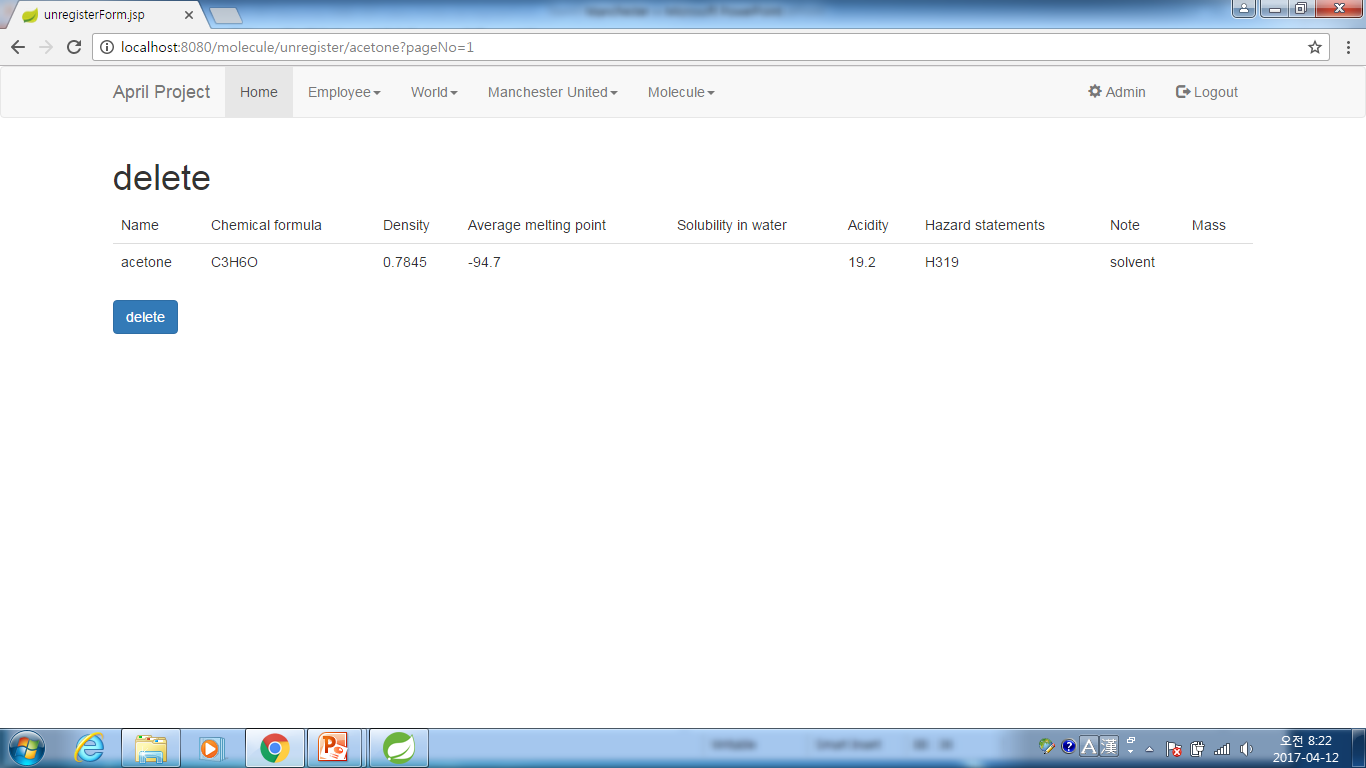 unregisterForm.jsp
localhost:8080/molecule/unregister/acetone?pageNo=1
April Project Home Employee World Manchester United Molecule Admin Logout
delete
Name Chemical formula Density Average melting point Solubility in water Acidity Hazard statements Note Mass
acetone C3H6O 0.7845 -94.7 19.2 H319 solvent
delete
A 漢 오전 8:22
2017-04-12